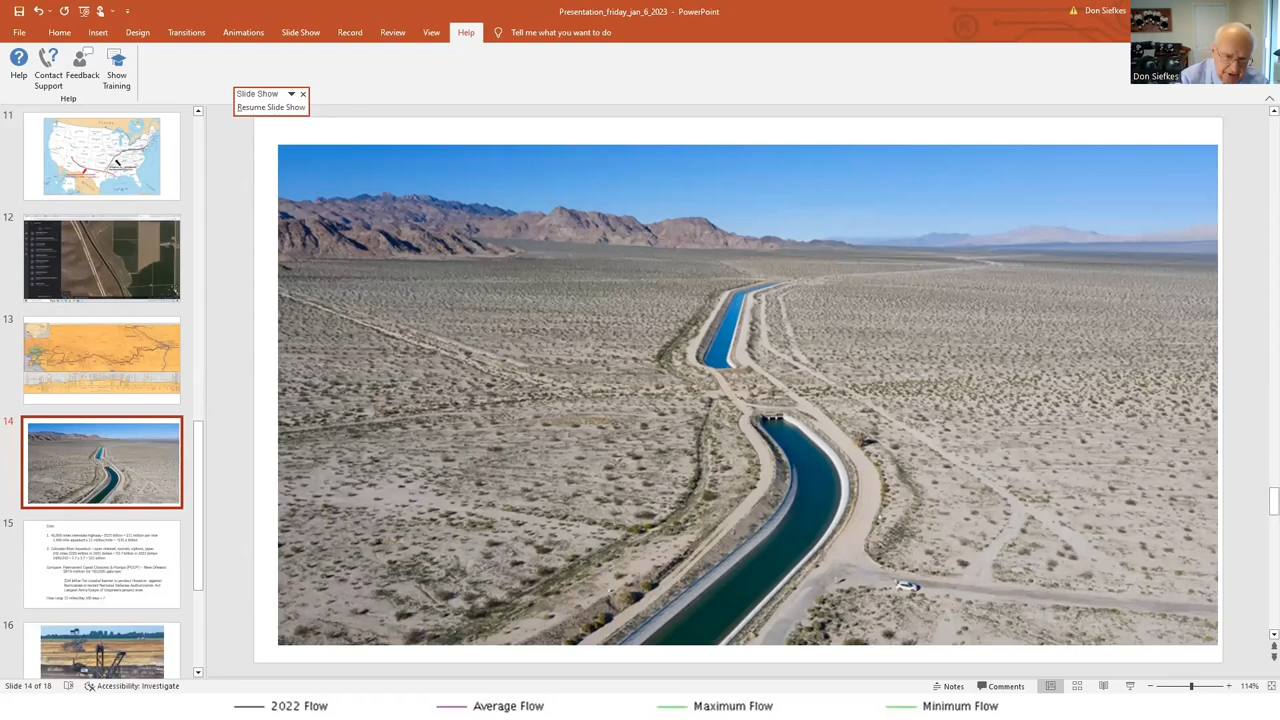 Presentation_friday_jan_6_2023 - PowerPoint
Don Siefkes
File Home Insert Design Transitions Animations Slide Show Record Review View Help Tell me what you want to do
Help
Contact Support
Feedback
Show Training
Help
Don Siefkes
Slide Show
Resume Slide Show
11
12
13
14
15
16
Slide 14 of 18
Accessibility: Investigate
Notes
Comments
114%
2022 Flow
Average Flow
Maximum Flow
Minimum Flow